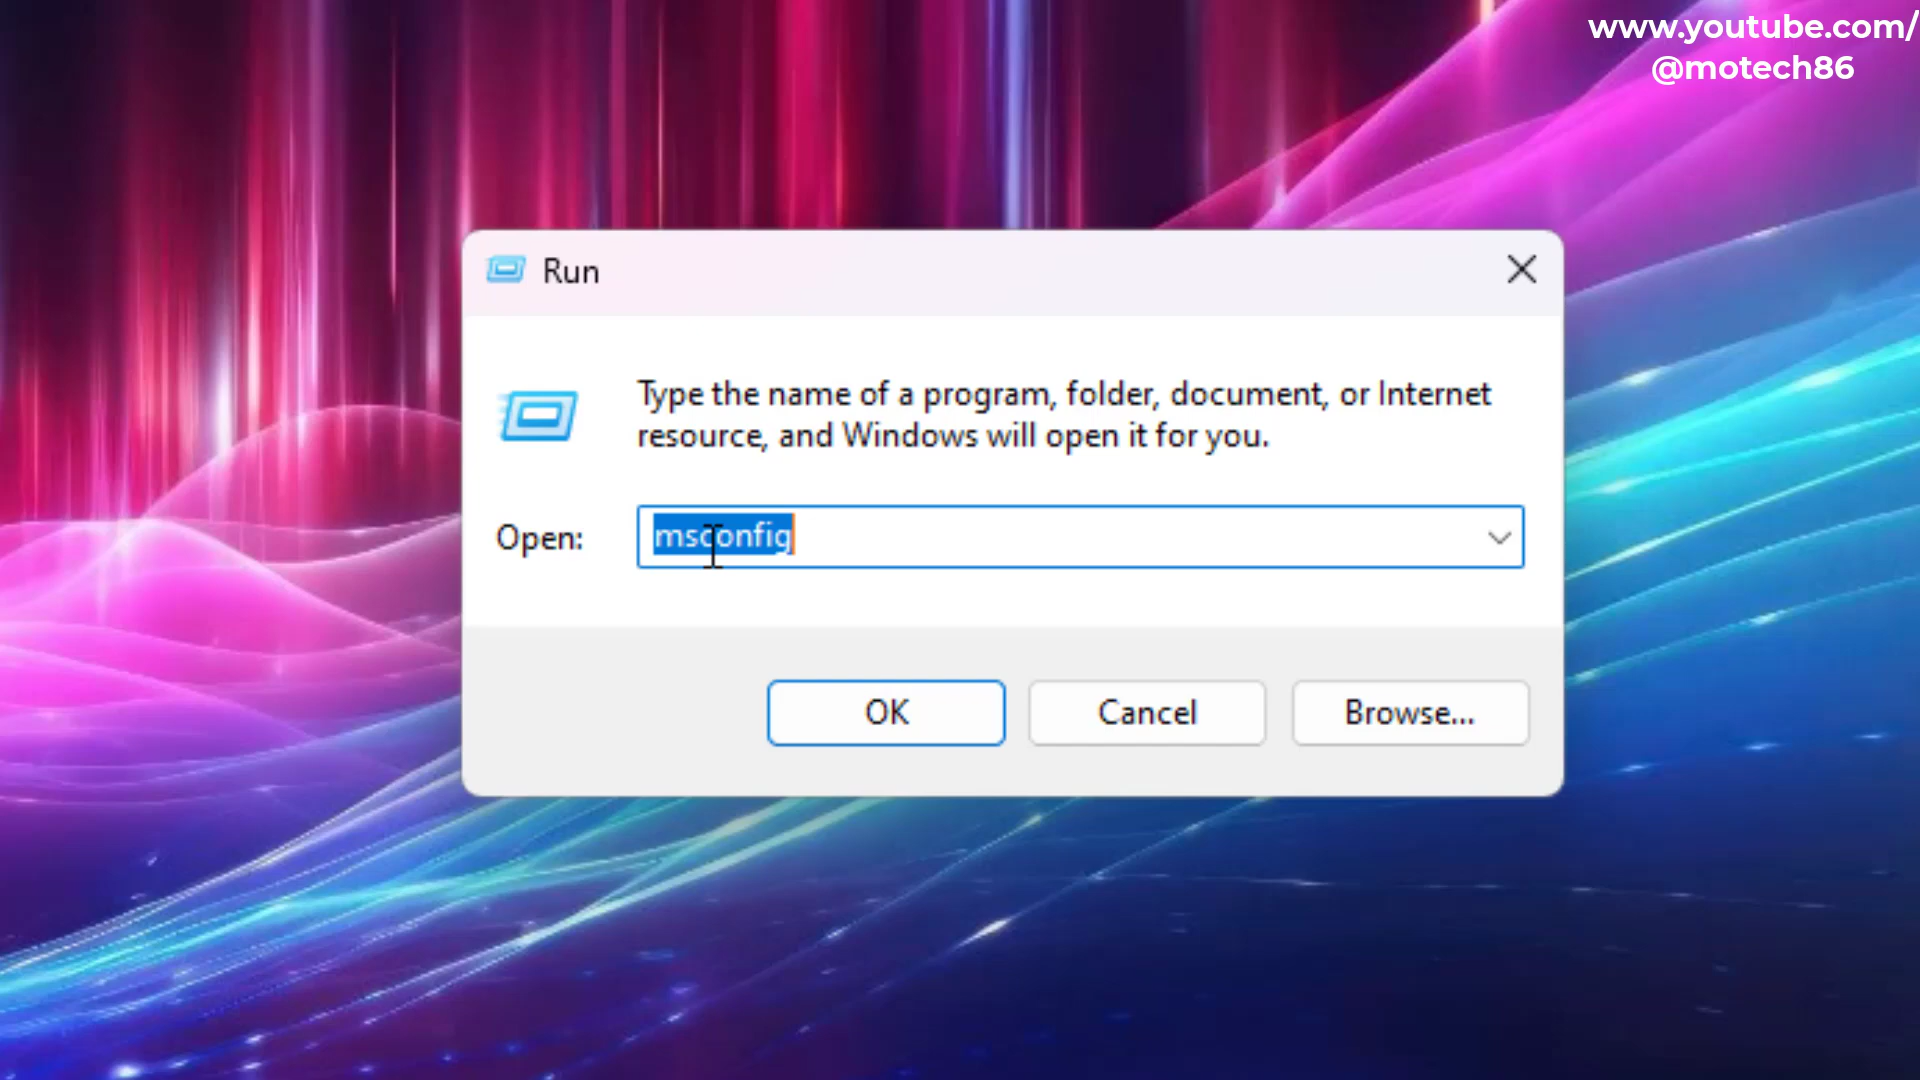 www.youtube.com/
@motech86
Run
Type the name of a program, folder, document, or Internet
resource, and Windows will open it for you.
Open:
msconfig
OK
Cancel
Browse...